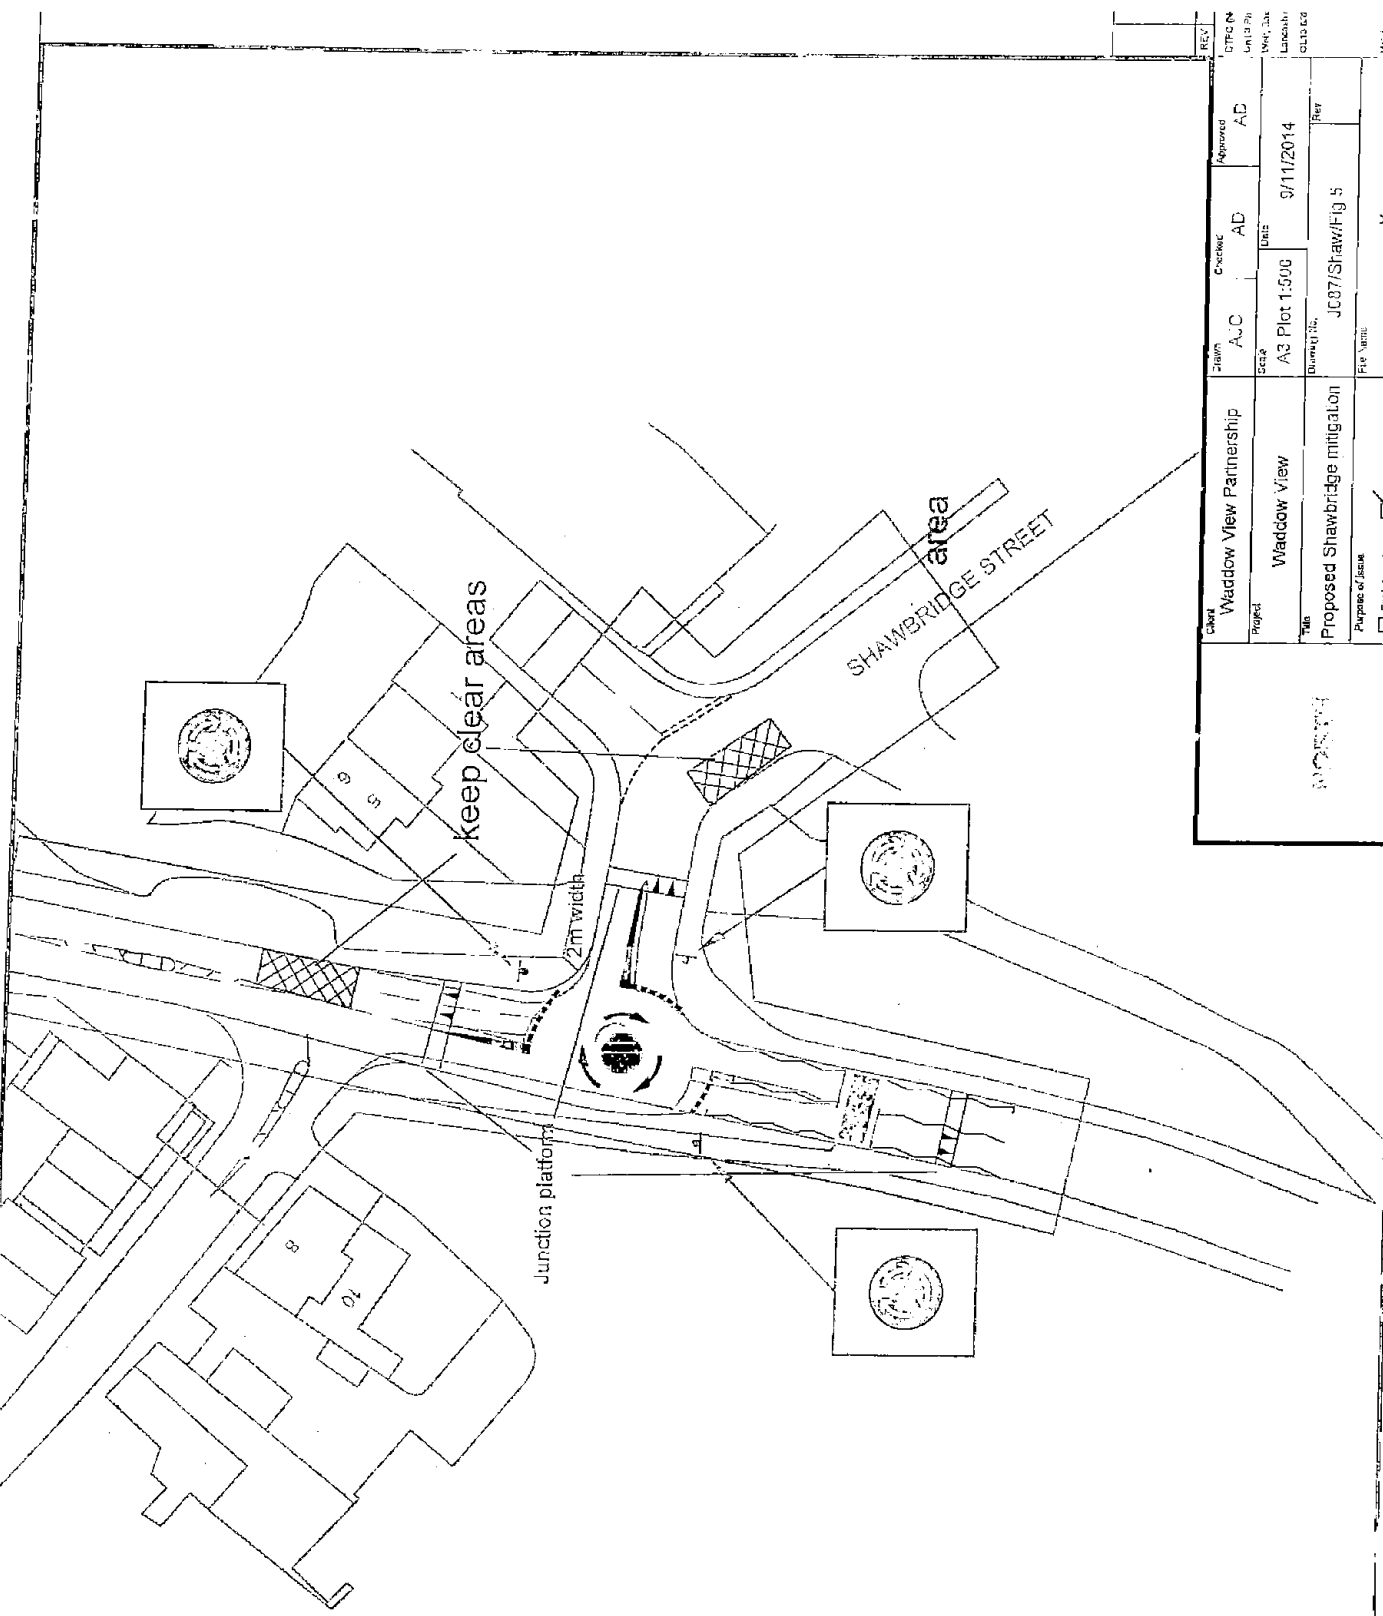 keep clear areas
area
SHAWBRIDGE STREET
2m width
Junction platform
6
5
8
10
REV
Client
Waddow View Partnership
Project
Waddow View
Title
Proposed Shawbridge mitigation
Purpose of Issue
Drawn
AJC
Checked
AD
Approved
AD
Scale
A3 Plot 1:500
Date
9/11/2014
Drawing No.
J087/Shaw/Fig 5
Rev
File Name